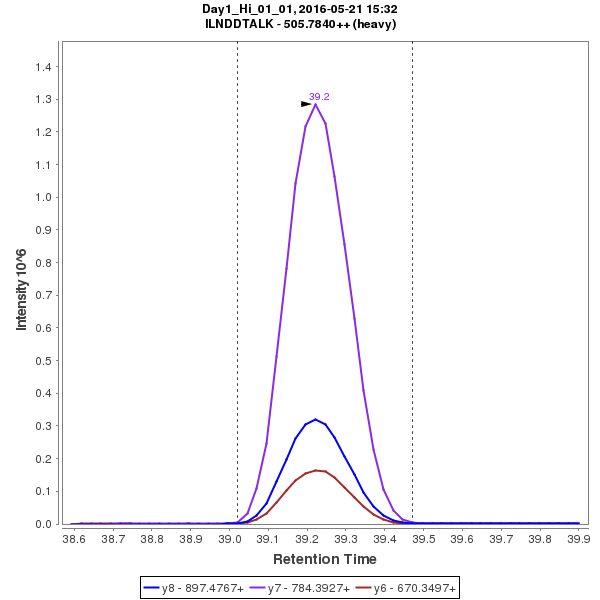 Day1_Hi_01_01, 2016-05-21 15:32
ILNDDTALK - 505.7840++ (heavy)
39.2
Intensity 10^6
1.4
1.3
1.2
1.1
1.0
0.9
0.8
0.7
0.6
0.5
0.4
0.3
0.2
0.1
0.0
38.6 38.7 38.8 38.9 39.0 39.1 39.2 39.3 39.4 39.5 39.6 39.7 39.8 39.9
Retention Time
y8 - 897.4767+ y7 - 784.3927+ y6 - 670.3497+